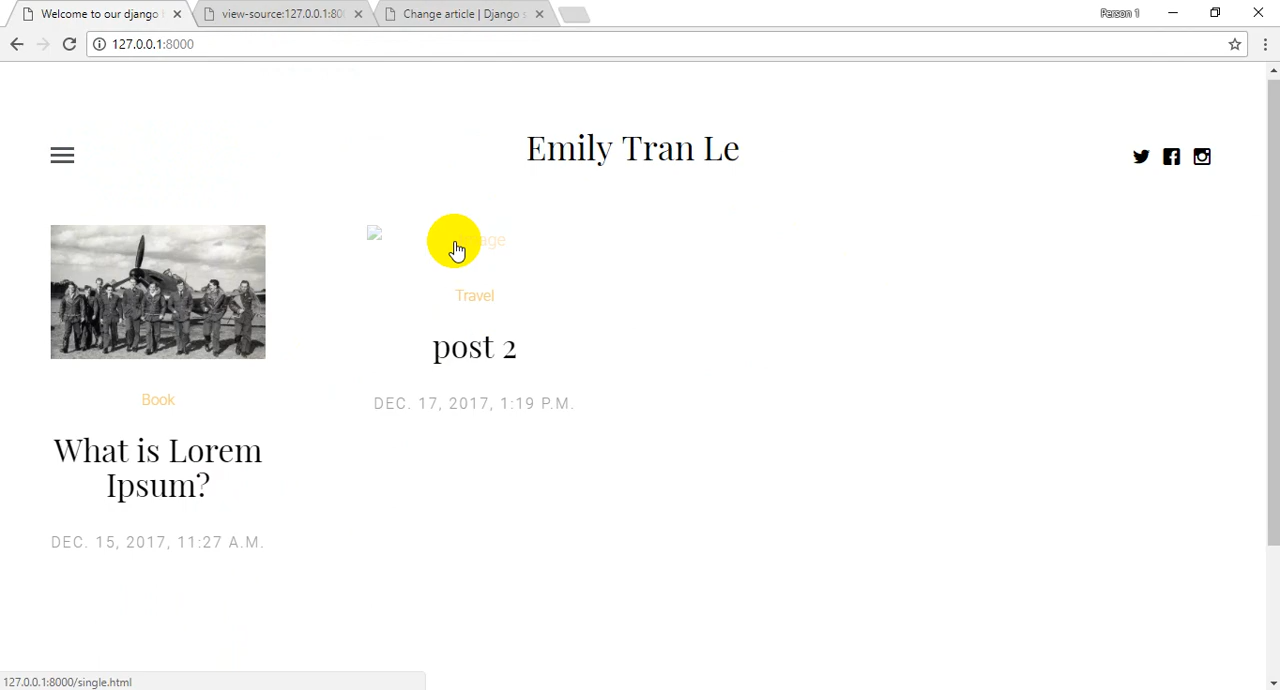 Welcome to our django
view-source:127.0.0.1:80
Change article | Django s
Person 1
127.0.0.1:8000
Emily Tran Le
Book
What is Lorem
Ipsum?
DEC. 15, 2017, 11:27 A.M.
Travel
post 2
DEC. 17, 2017, 1:19 P.M.
127.0.0.1:8000/single.html